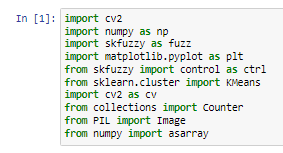 In [1]: import cv2
import numpy as np
import skfuzzy as fuzz
import matplotlib.pyplot as plt
from skfuzzy import control as ctrl
from sklearn.cluster import KMeans
import cv2 as cv
from collections import Counter
from PIL import Image
from numpy import asarray